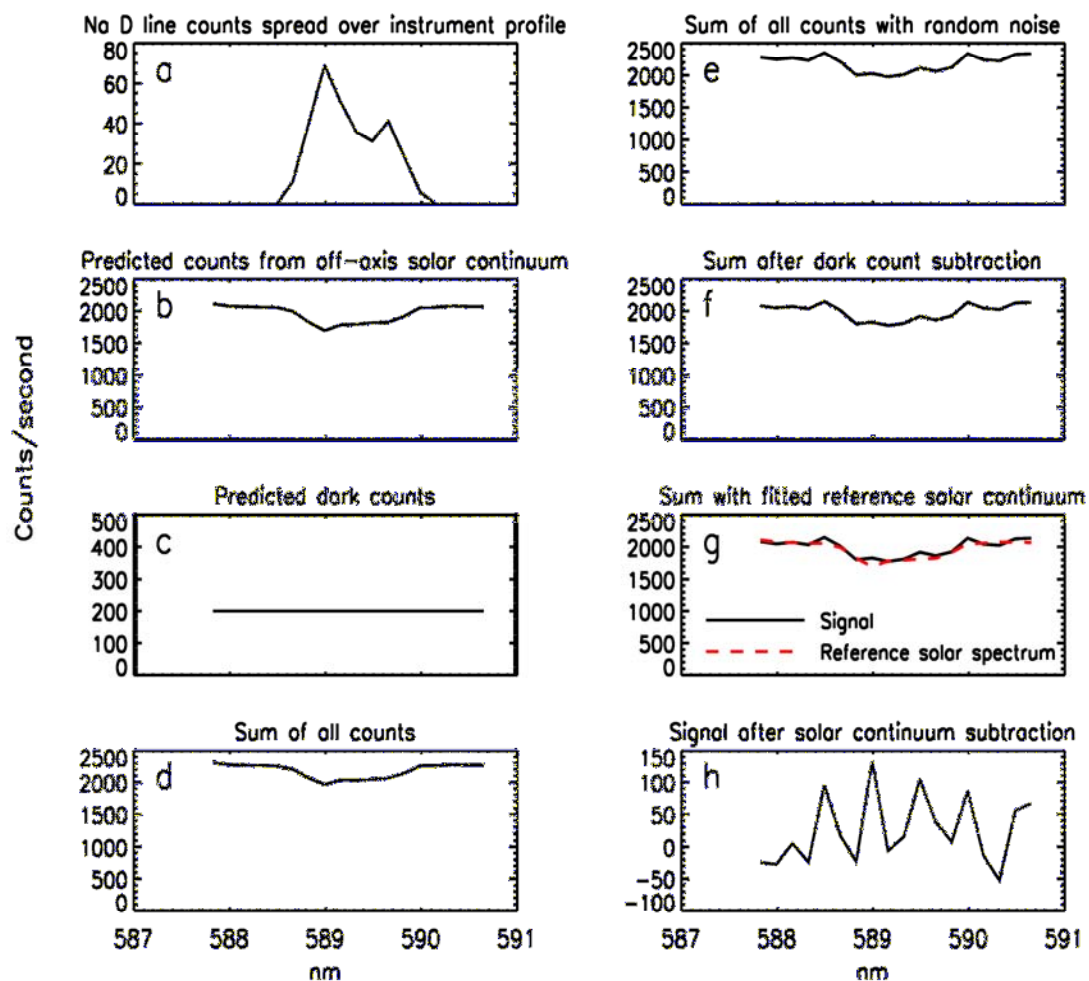 Na D line counts spread over instrument profile
a
80
60
40
20
0
587 588 589 590 591
Predicted counts from off-axis solar continuum
b
2500
2000
1500
1000
500
0
Predicted dark counts
c
500
400
300
200
100
0
Sum of all counts
d
2500
2000
1500
1000
500
0
587 588 589 590 591
nm
Counts/second
Sum of all counts with random noise
e
2500
2000
1500
1000
500
0
Sum after dark count subtraction
f
2500
2000
1500
1000
500
0
Sum with fitted reference solar continuum
g
2500
2000
1500
1000
500
0
Signal
Reference solar spectrum
Signal after solar continuum subtraction
h
150
100
50
0
-50
-100
587 588 589 590 591
nm